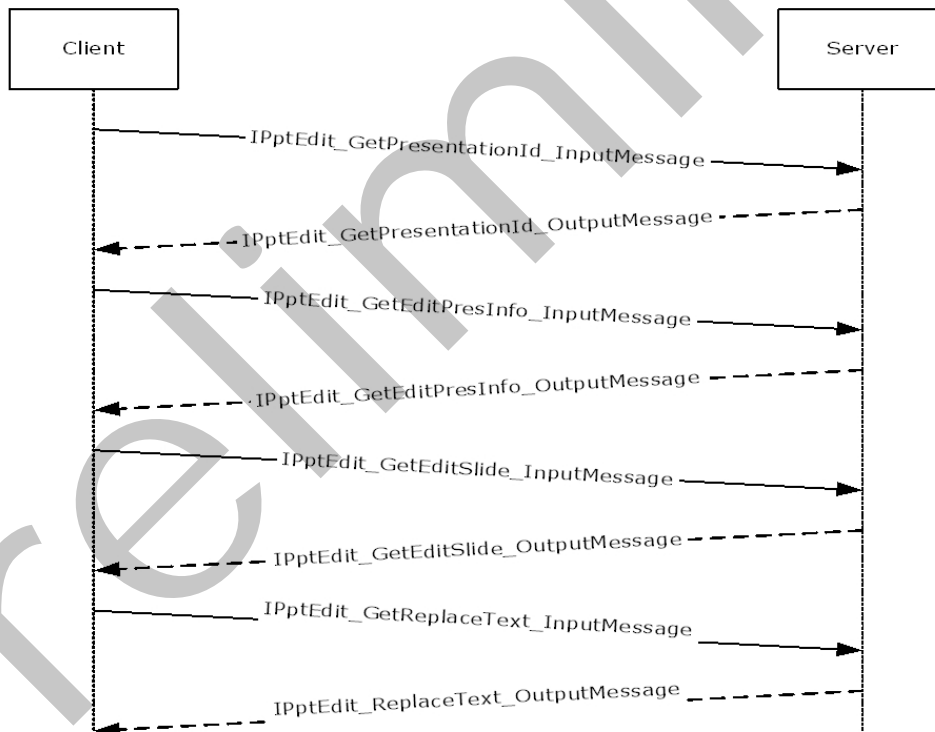 Client
Server
IPptEdit_GetPresentationId_InputMessage
IPptEdit_GetPresentationId_OutputMessage
IPptEdit_GetEditPresInfo_InputMessage
IPptEdit_GetEditPresInfo_OutputMessage
IPptEdit_GetEditSlide_InputMessage
IPptEdit_GetEditSlide_OutputMessage
IPptEdit_GetReplaceText_InputMessage
IPptEdit_ReplaceText_OutputMessage